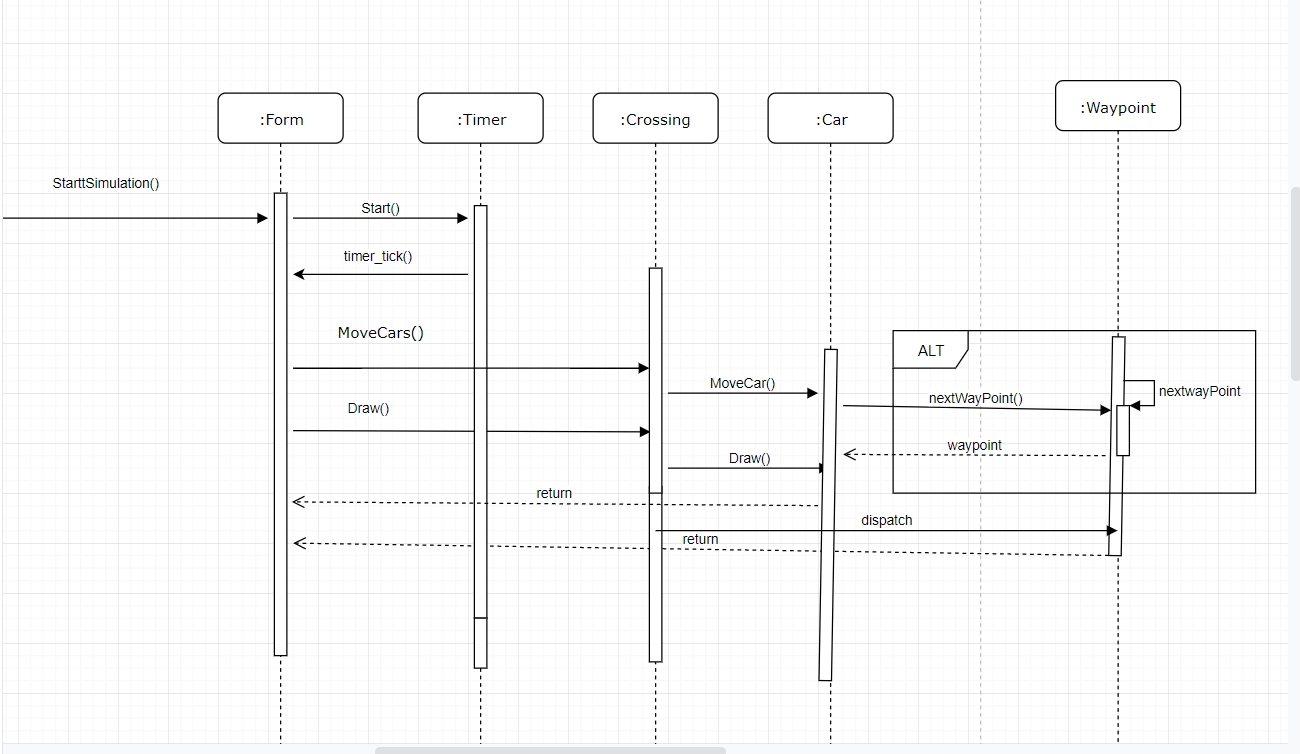 :Form
:Timer
:Crossing
:Car
:Waypoint
StarttSimulation()
Start()
timer_tick()
MoveCars()
ALT
MoveCar()
nextwayPoint
nextWayPoint()
Draw()
waypoint
Draw()
return
dispatch
return